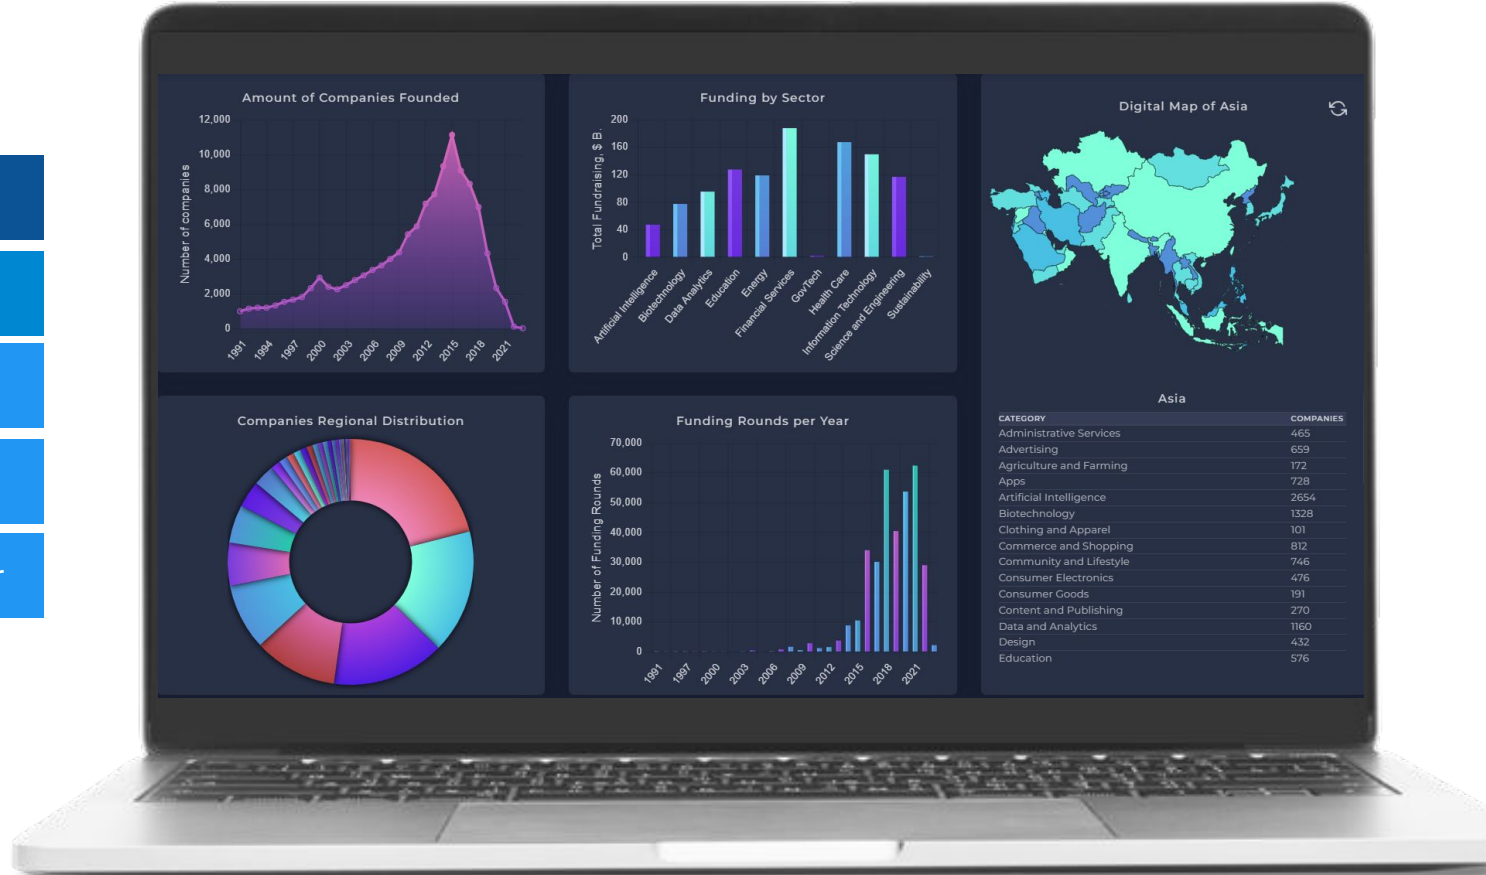 Amount of Companies Founded
Number of companies
12,000
10,000
8,000
6,000
4,000
2,000
0
1991
1994
1997
2000
2003
2006
2009
2012
2015
2018
2021
Funding by Sector
Total Fundraising, $ B.
200
160
120
80
40
0
Artificial Intelligence
Biotechnology
Data Analytics
Education
Energy
Financial Services
GovTech
Health Care
Information Technology
Science and Engineering
Sustainability
Digital Map of Asia
Companies Regional Distribution
Funding Rounds per Year
Number of Funding Rounds
70,000
60,000
50,000
40,000
30,000
20,000
10,000
0
1991
1997
2000
2003
2006
2009
2012
2015
2018
2021
Asia
CATEGORY COMPANIES
Administrative Services 465
Advertising 659
Agriculture and Farming 172
Apps 728
Artificial Intelligence 2654
Biotechnology 1328
Clothing and Apparel 101
Commerce and Shopping 812
Community and Lifestyle 746
Consumer Electronics 476
Consumer Goods 191
Content and Publishing 270
Data and Analytics 1160
Design 432
Education 576